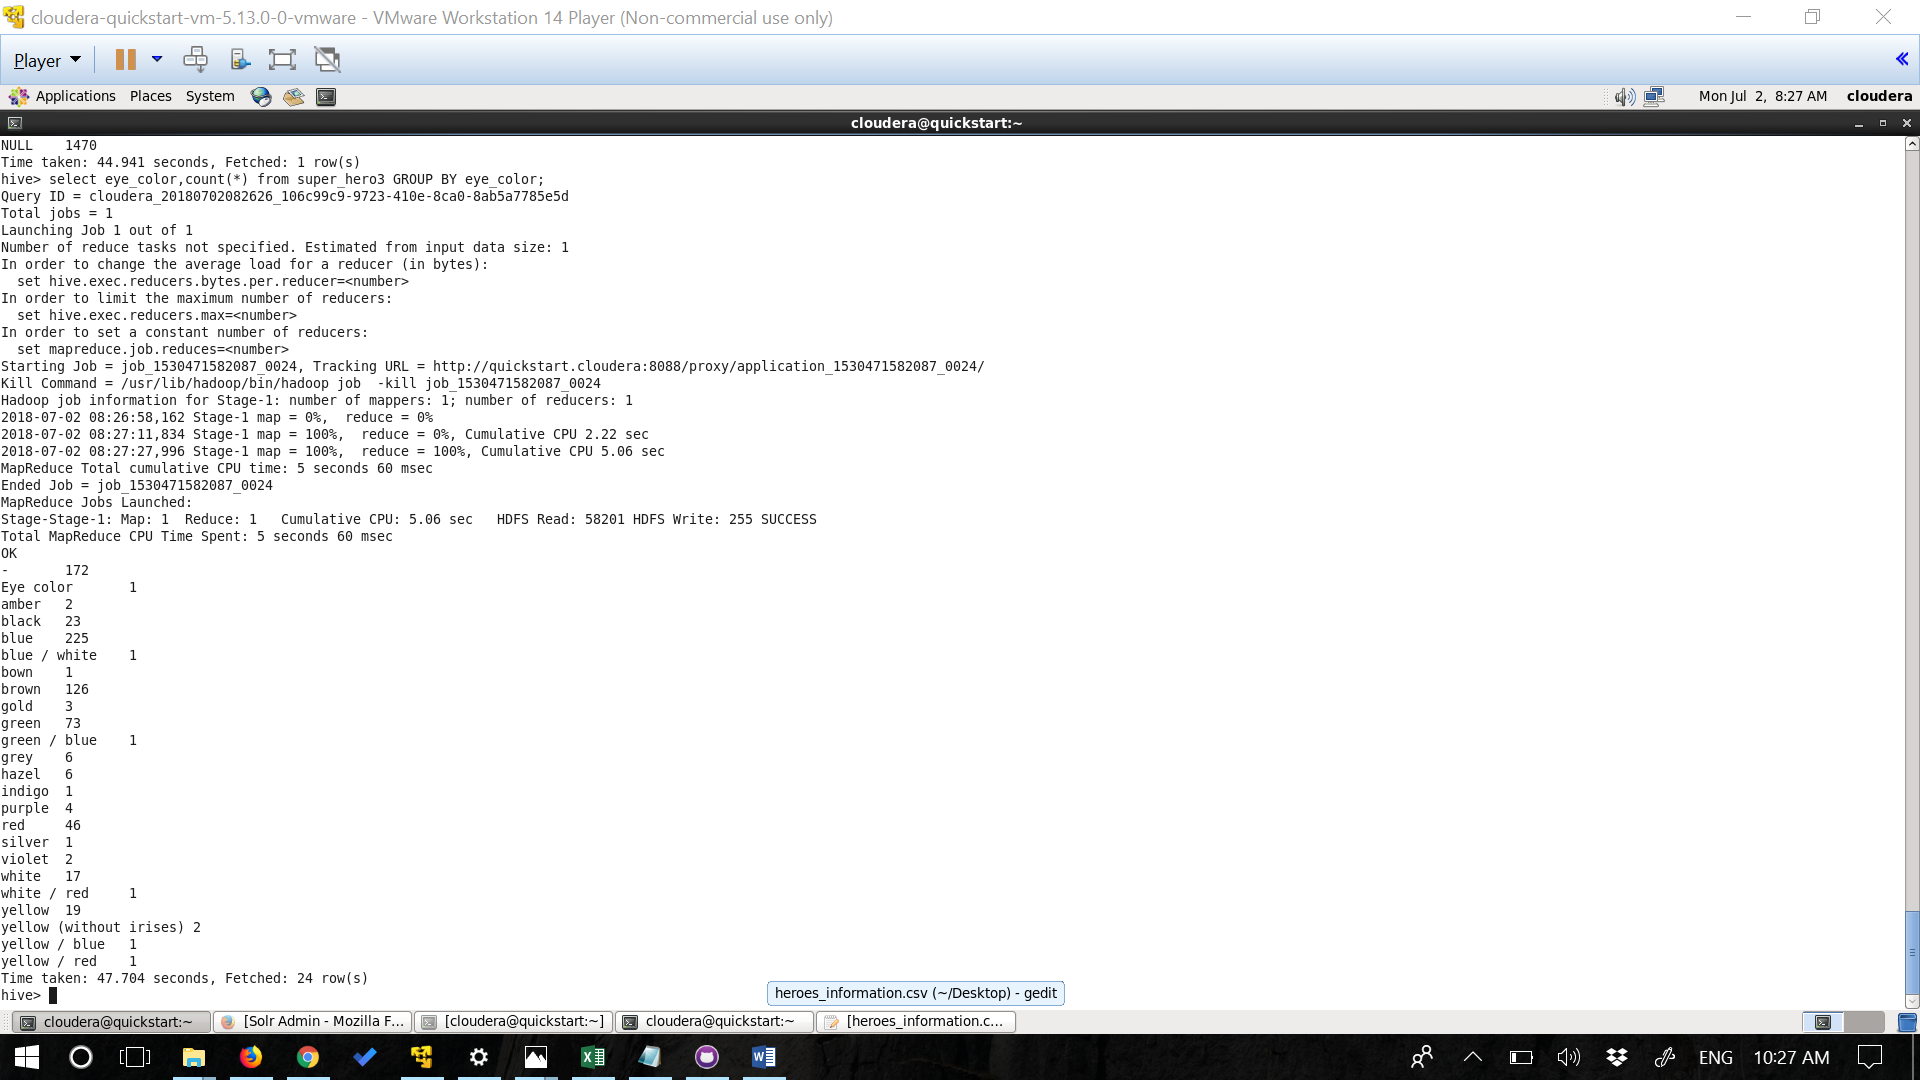 cloudera-quickstart-vm-5.13.0-0-vmware - VMware Workstation 14 Player (Non-commercial use only)
Player
Applications Places System Mon Jul 2, 8:27 AM cloudera
cloudera@quickstart:~
NULL    1470
Time taken: 44.941 seconds, Fetched: 1 row(s)
hive> select eye_color,count(*) from super_hero3 GROUP BY eye_color;
Query ID = cloudera_20180702082626_106c99c9-9723-410e-8ca0-8ab5a7785e5d
Total jobs = 1
Launching Job 1 out of 1
Number of reduce tasks not specified. Estimated from input data size: 1
In order to change the average load for a reducer (in bytes):
  set hive.exec.reducers.bytes.per.reducer=<number>
In order to limit the maximum number of reducers:
  set hive.exec.reducers.max=<number>
In order to set a constant number of reducers:
  set mapreduce.job.reduces=<number>
Starting Job = job_1530471582087_0024, Tracking URL = http://quickstart.cloudera:8088/proxy/application_1530471582087_0024/
Kill Command = /usr/lib/hadoop/bin/hadoop job  -kill job_1530471582087_0024
Hadoop job information for Stage-1: number of mappers: 1; number of reducers: 1
2018-07-02 08:26:58,162 Stage-1 map = 0%,  reduce = 0%
2018-07-02 08:27:11,834 Stage-1 map = 100%,  reduce = 0%, Cumulative CPU 2.22 sec
2018-07-02 08:27:27,996 Stage-1 map = 100%,  reduce = 100%, Cumulative CPU 5.06 sec
MapReduce Total cumulative CPU time: 5 seconds 60 msec
Ended Job = job_1530471582087_0024
MapReduce Jobs Launched:
Stage-Stage-1: Map: 1  Reduce: 1   Cumulative CPU: 5.06 sec   HDFS Read: 58201 HDFS Write: 255 SUCCESS
Total MapReduce CPU Time Spent: 5 seconds 60 msec
OK
-       172
Eye color       1
amber   2
black   23
blue    225
blue / white    1
bown    1
brown   126
gold    3
green   73
green / blue    1
grey    6
hazel   6
indigo  1
purple  4
red     46
silver  1
violet  2
white   17
white / red     1
yellow  19
yellow (without irises) 2
yellow / blue   1
yellow / red    1
Time taken: 47.704 seconds, Fetched: 24 row(s)
hive>
heroes_information.csv (~/Desktop) - gedit
cloudera@quickstart:~ [Solr Admin - Mozilla F... [cloudera@quickstart:~] cloudera@quickstart:~ [heroes_information.c...
ENG 10:27 AM